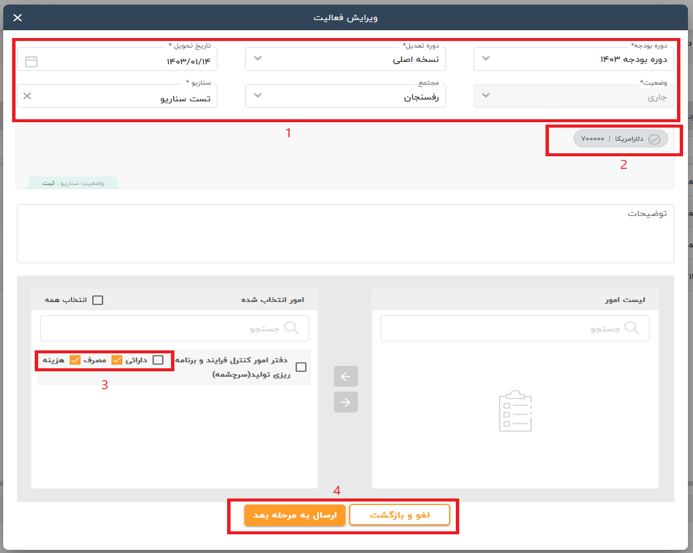 ویرایش فعالیت
دوره بودجه*
دوره بودجه ۱۴۰۳
دوره تعدیل*
نسخه اصلی
تاریخ تحویل *
۱۴۰۳/۰۱/۱۴
وضعیت*
جاری
مجتمع
رفسنجان
سناریو *
تست سناریو
1
دلارامریکا | ۷۰۰۰۰۰
2
وضعیت سناریو : ثبت
توضیحات
لیست امور
جستجو
امور انتخاب شده
انتخاب همه
جستجو
دفتر امور کنترل فرایند و برنامه
ریزی تولید(سرچشمه)
دارائی مصرف هزینه
3
4
لغو و بازگشت
ارسال به مرحله بعد